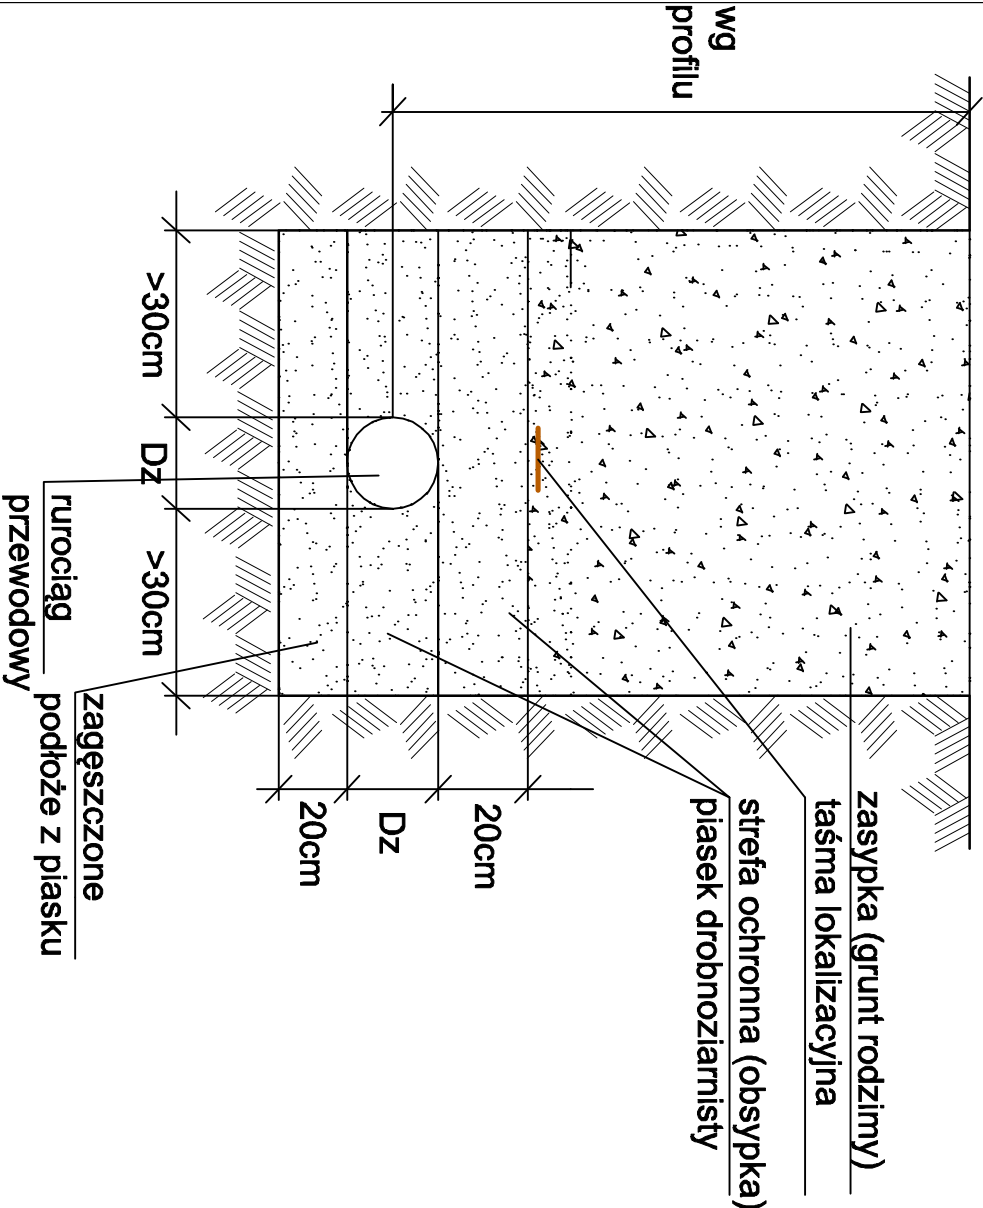 wg
profilu
zasypka (grunt rodzimy)
taśma lokalizacyjna
strefa ochronna (obsypka)
piasek drobnoziarnisty
20cm
Dz
20cm
>30cm
Dz
>30cm
zagęszczone
podłoże z piasku
rurociąg
przewodowy